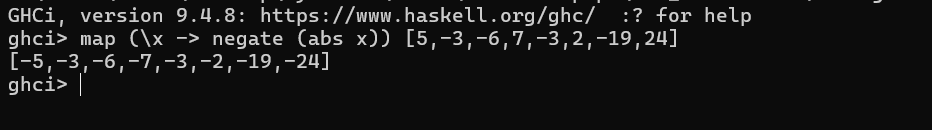 GHCi, version 9.4.8: https://www.haskell.org/ghc/  :? for help
ghci> map (\x -> negate (abs x)) [5,-3,-6,7,-3,2,-19,24]
[-5,-3,-6,-7,-3,-2,-19,-24]
ghci>